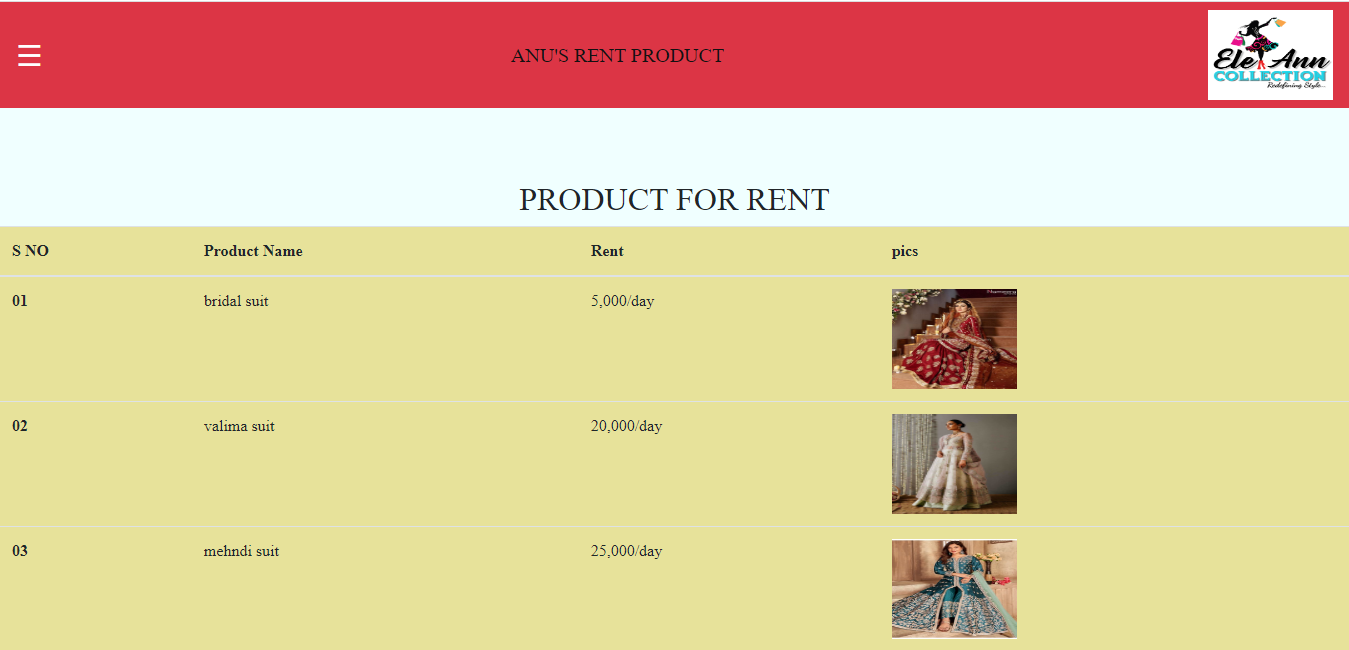 ☰
ANU'S RENT PRODUCT
Ele Ann
COLLECTION
Redefining Style...
PRODUCT FOR RENT
S NO Product Name Rent pics
01 bridal suit 5,000/day
02 valima suit 20,000/day
03 mehndi suit 25,000/day